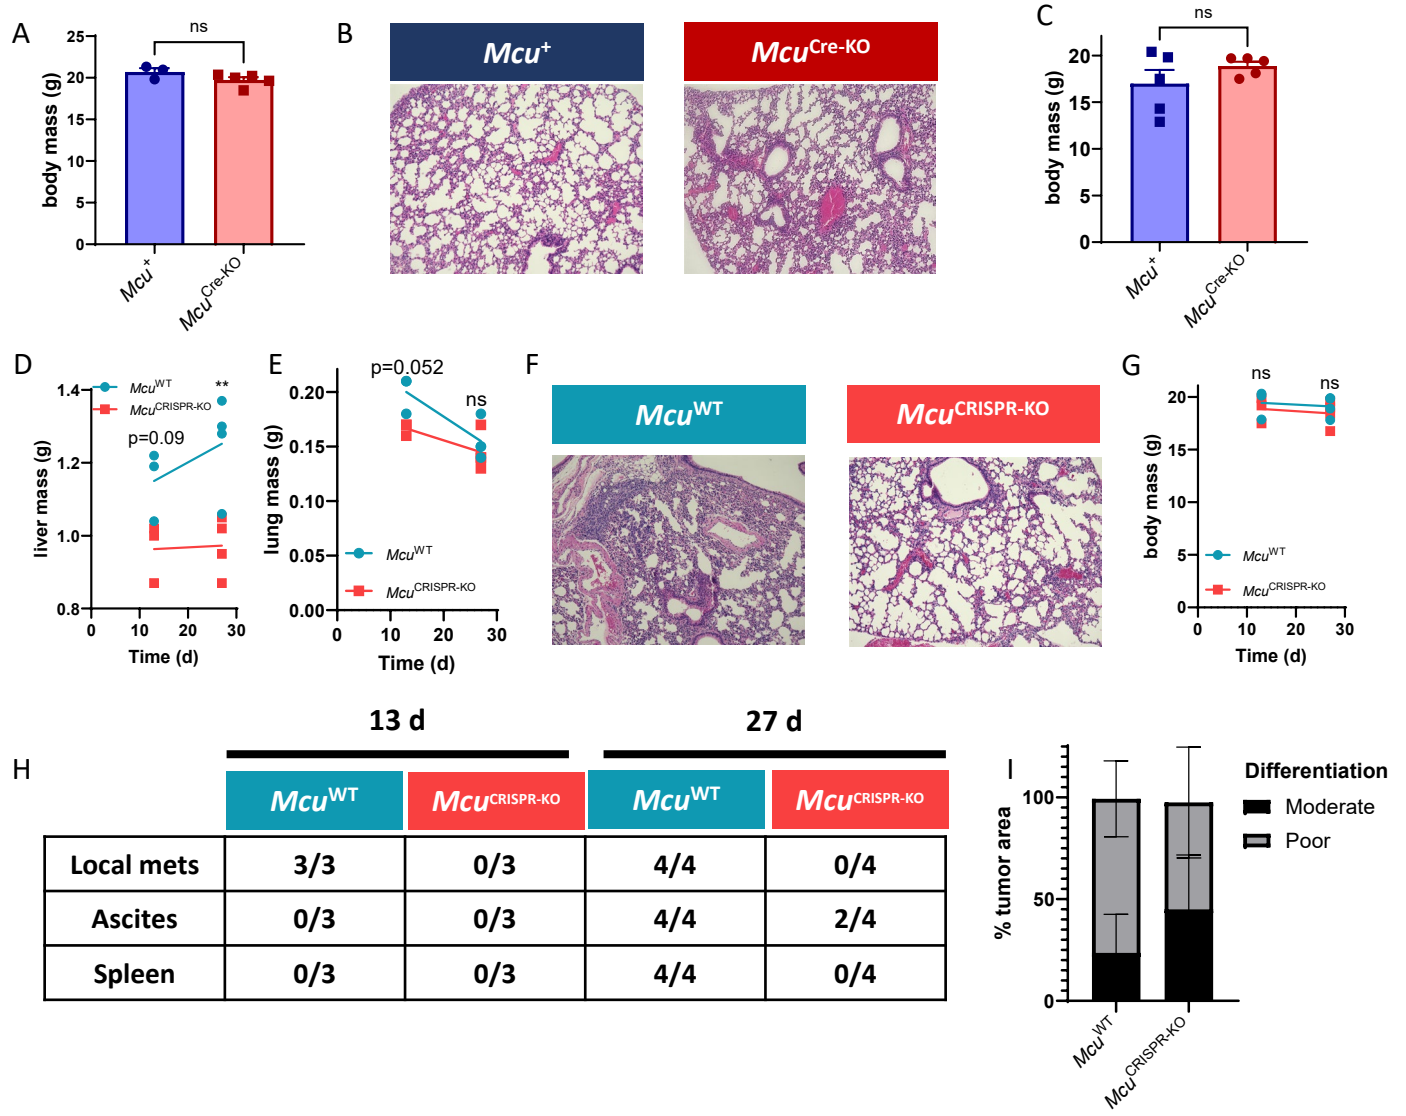 A
ns
25
20
15
10
5
0
body mass (g)
Mcu+
McuCre-KO
B
Mcu+
McuCre-KO
C
ns
20
15
10
5
0
body mass (g)
Mcu+
McuCre-KO
D
1.4
1.2
1.0
0.8
liver mass (g)
McuWT
McuCRISPR-KO
**
p=0.09
0 10 20 30
Time (d)
E
p=0.052
ns
0.20
0.15
0.10
0.05
0.00
lung mass (g)
McuWT
McuCRISPR-KO
0 10 20 30
Time (d)
F
McuWT
McuCRISPR-KO
G
ns
ns
20
15
10
5
0
body mass (g)
McuWT
McuCRISPR-KO
0 10 20 30
Time (d)
H
13 d 27 d
McuWT McuCRISPR-KO McuWT McuCRISPR-KO
Local mets 3/3 0/3 4/4 0/4
Ascites 0/3 0/3 4/4 2/4
Spleen 0/3 0/3 4/4 0/4
I
100
50
0
% tumor area
McuWT
McuCRISPR-KO
Differentiation
Moderate
Poor